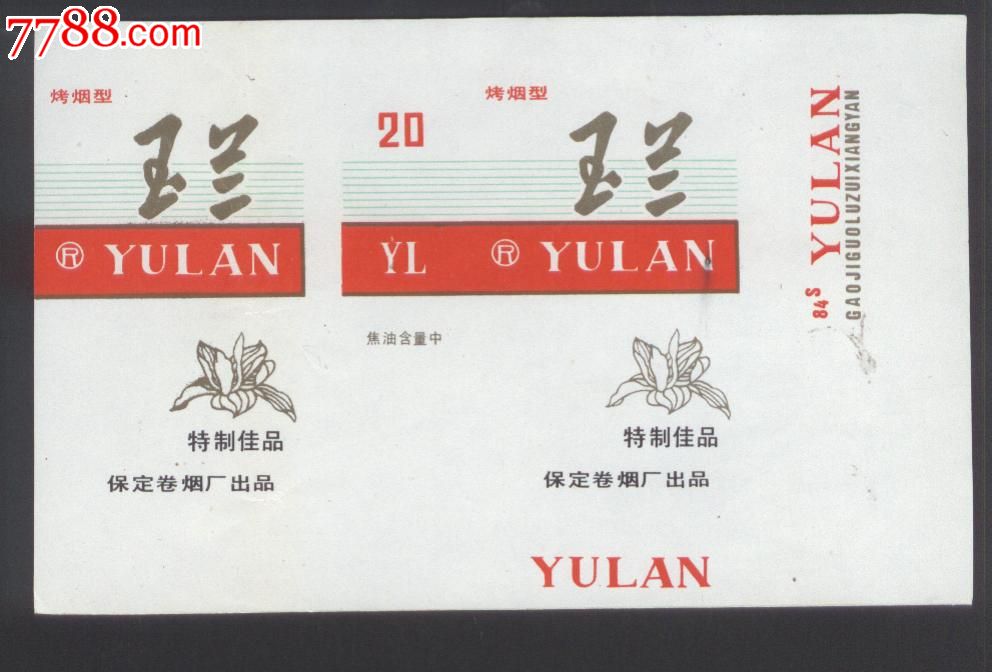 7788.com
烤烟型
玉兰
® YULAN
特制佳品
保定卷烟厂出品
20
YL
焦油含量中
烤烟型
玉兰
® YULAN
特制佳品
保定卷烟厂出品
YULAN
84S YULAN
GAOJIGUOLUZUIXIANGYAN